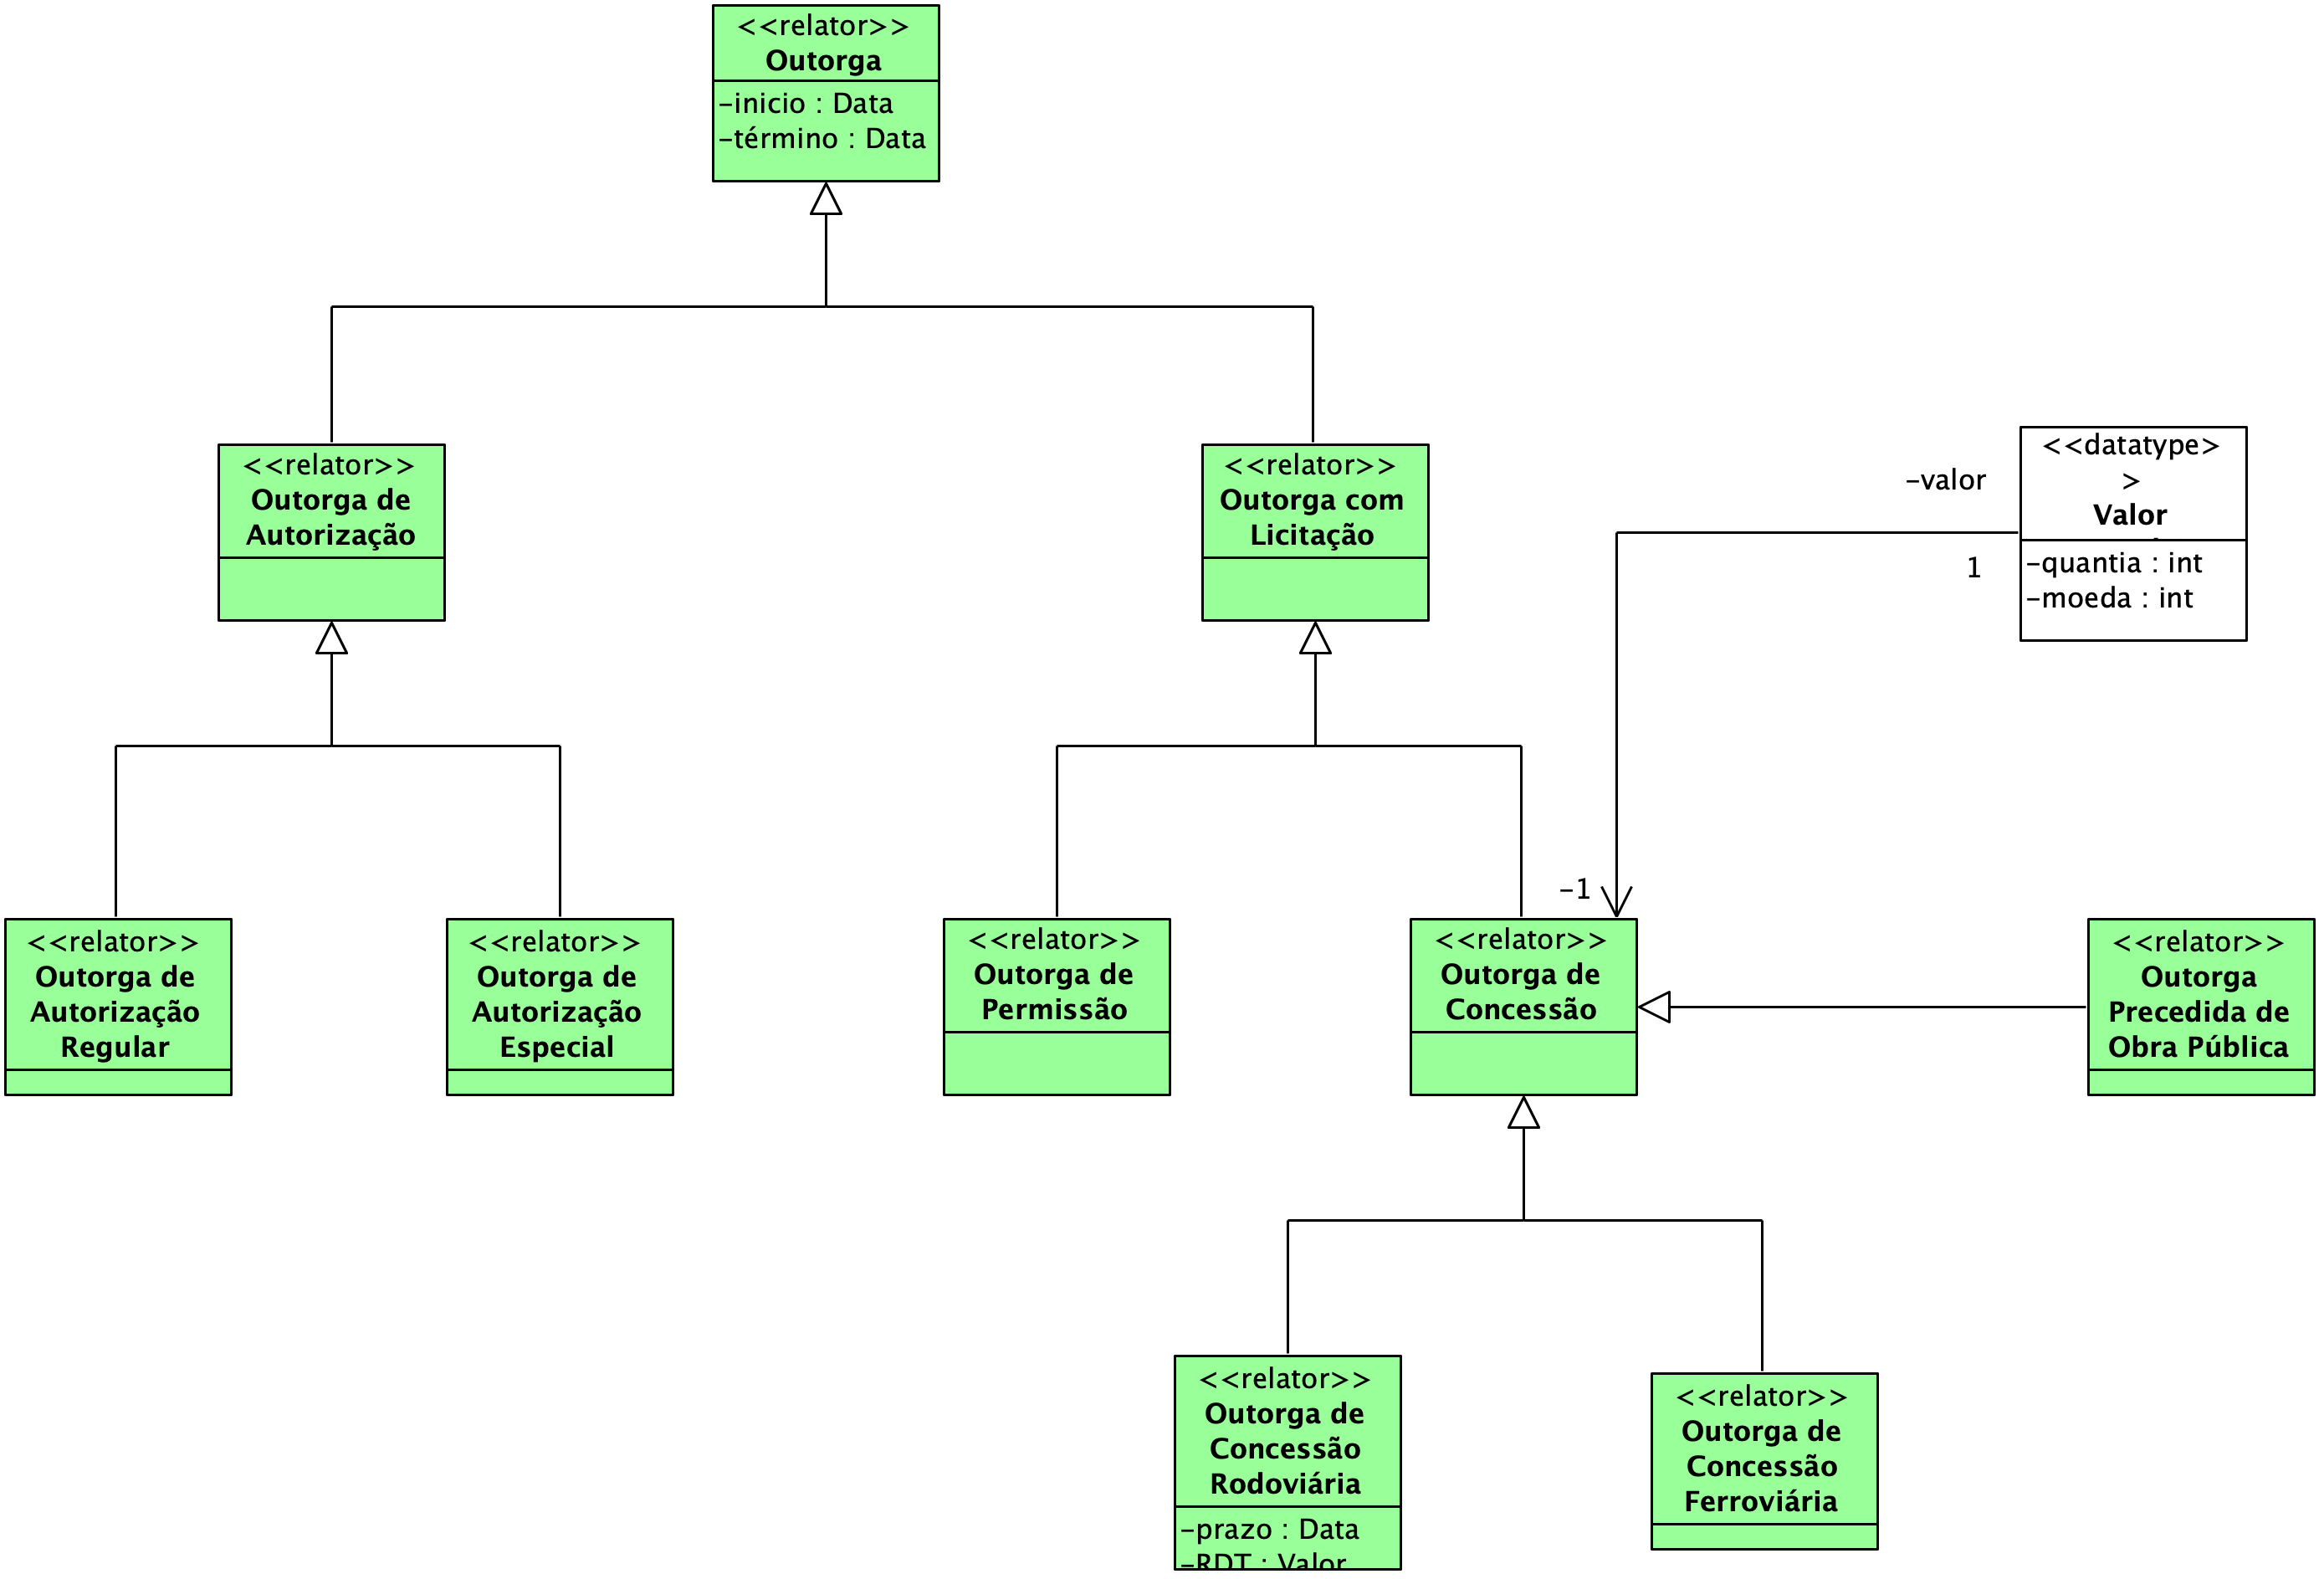 <<relator>>
Outorga
-inicio : Data
-término : Data
<<relator>>
Outorga de
Autorização
<<relator>>
Outorga com
Licitação
-valor
1
<<datatype>
>
Valor
-quantia : int
-moeda : int
<<relator>>
Outorga de
Autorização
Regular
<<relator>>
Outorga de
Autorização
Especial
<<relator>>
Outorga de
Permissão
-1
<<relator>>
Outorga de
Concessão
<<relator>>
Outorga
Precedida de
Obra Pública
<<relator>>
Outorga de
Concessão
Rodoviária
-prazo : Data
-RDT : Valor
<<relator>>
Outorga de
Concessão
Ferroviária